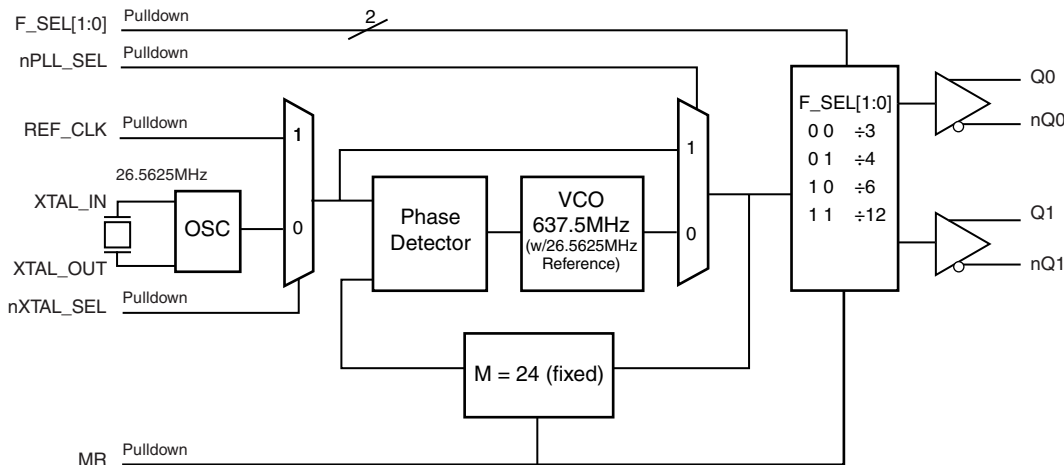 F_SEL[1:0] Pulldown 2
nPLL_SEL Pulldown
REF_CLK Pulldown
1
0
26.5625MHz
XTAL_IN
OSC
XTAL_OUT
nXTAL_SEL Pulldown
Phase
Detector
VCO
637.5MHz
(w/26.5625MHz
Reference)
1
0
M = 24 (fixed)
MR Pulldown
F_SEL[1:0]
0 0 ÷3
0 1 ÷4
1 0 ÷6
1 1 ÷12
Q0
nQ0
Q1
nQ1